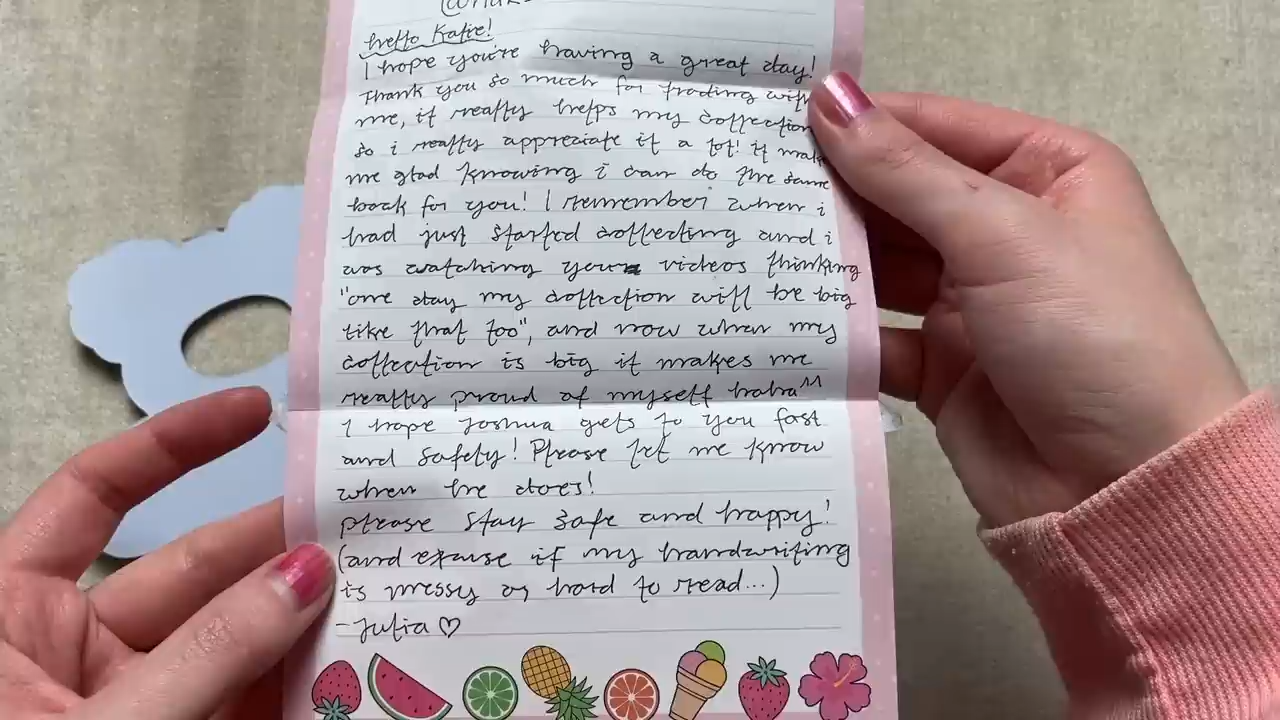 hello Katie!
I hope you're having a great day!
Thank you so much for trading with
me, it really helps my collection
so i really appreciate it a lot! it make
me glad knowing i can do the same
back for you! I remember when i
had just started collecting and i
was watching your videos thinking
"one day my collection will be big
like that too", and now when my
collection is big it makes me
really proud of myself haha^^
I hope Joshua gets to you fast
and safely! Please let me know
when he does!
please stay safe and happy!
(and excuse if my handwriting
is messy or hard to read...)
-Julia ♡